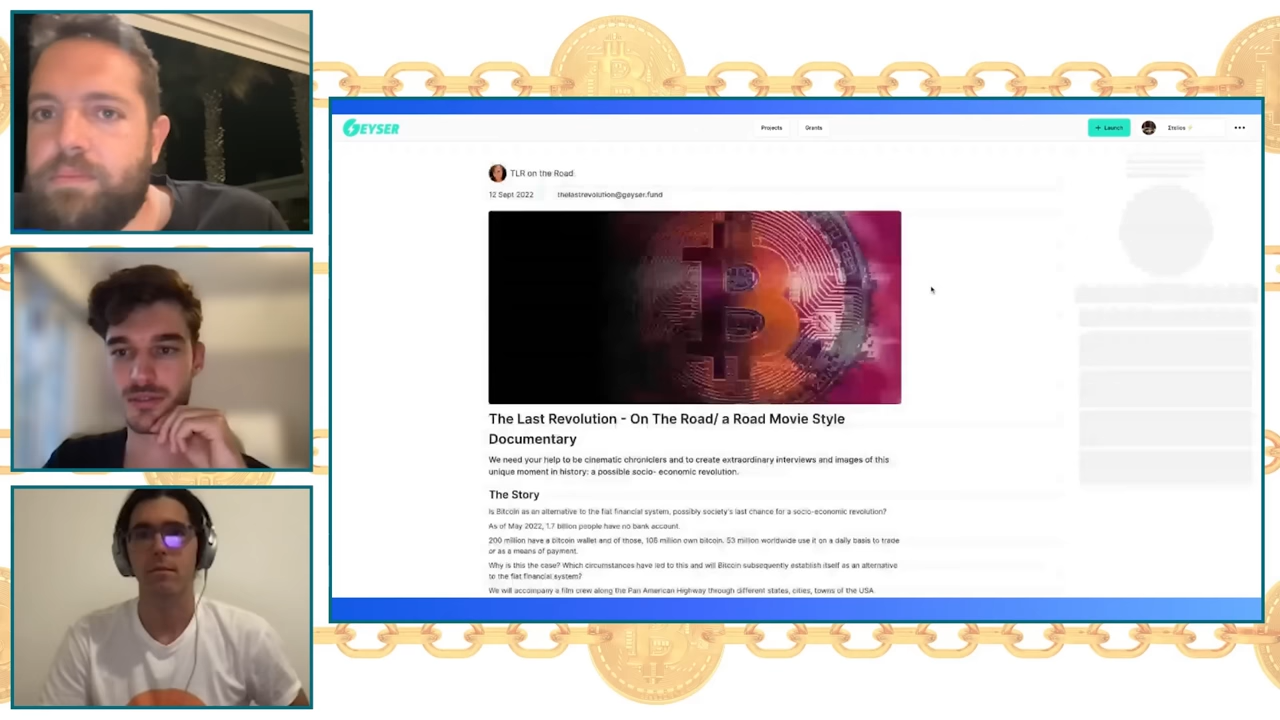 GEYSER
Projects
Grants
+ Launch
TLR on the Road
12 Sept 2022 thelastrevolution@geyser.fund
The Last Revolution - On The Road/ a Road Movie Style
Documentary
We need your help to be cinematic chroniclers and to create extraordinary interviews and images of this
unique moment in history: a possible socio- economic revolution.
The Story
Is Bitcoin as an alternative to the fiat financial system, possibly society's last chance for a socio-economic revolution?
As of May 2022, 1.7 billion people have no bank account.
200 million have a bitcoin wallet and of those, 106 million own bitcoin. 53 million worldwide use it on a daily basis to trade
or as a means of payment.
Why is this the case? Which circumstances have led to this and will Bitcoin subsequently establish itself as an alternative
to the fiat financial system?
We will accompany a film crew along the Pan American Highway through different states, cities, towns of the USA